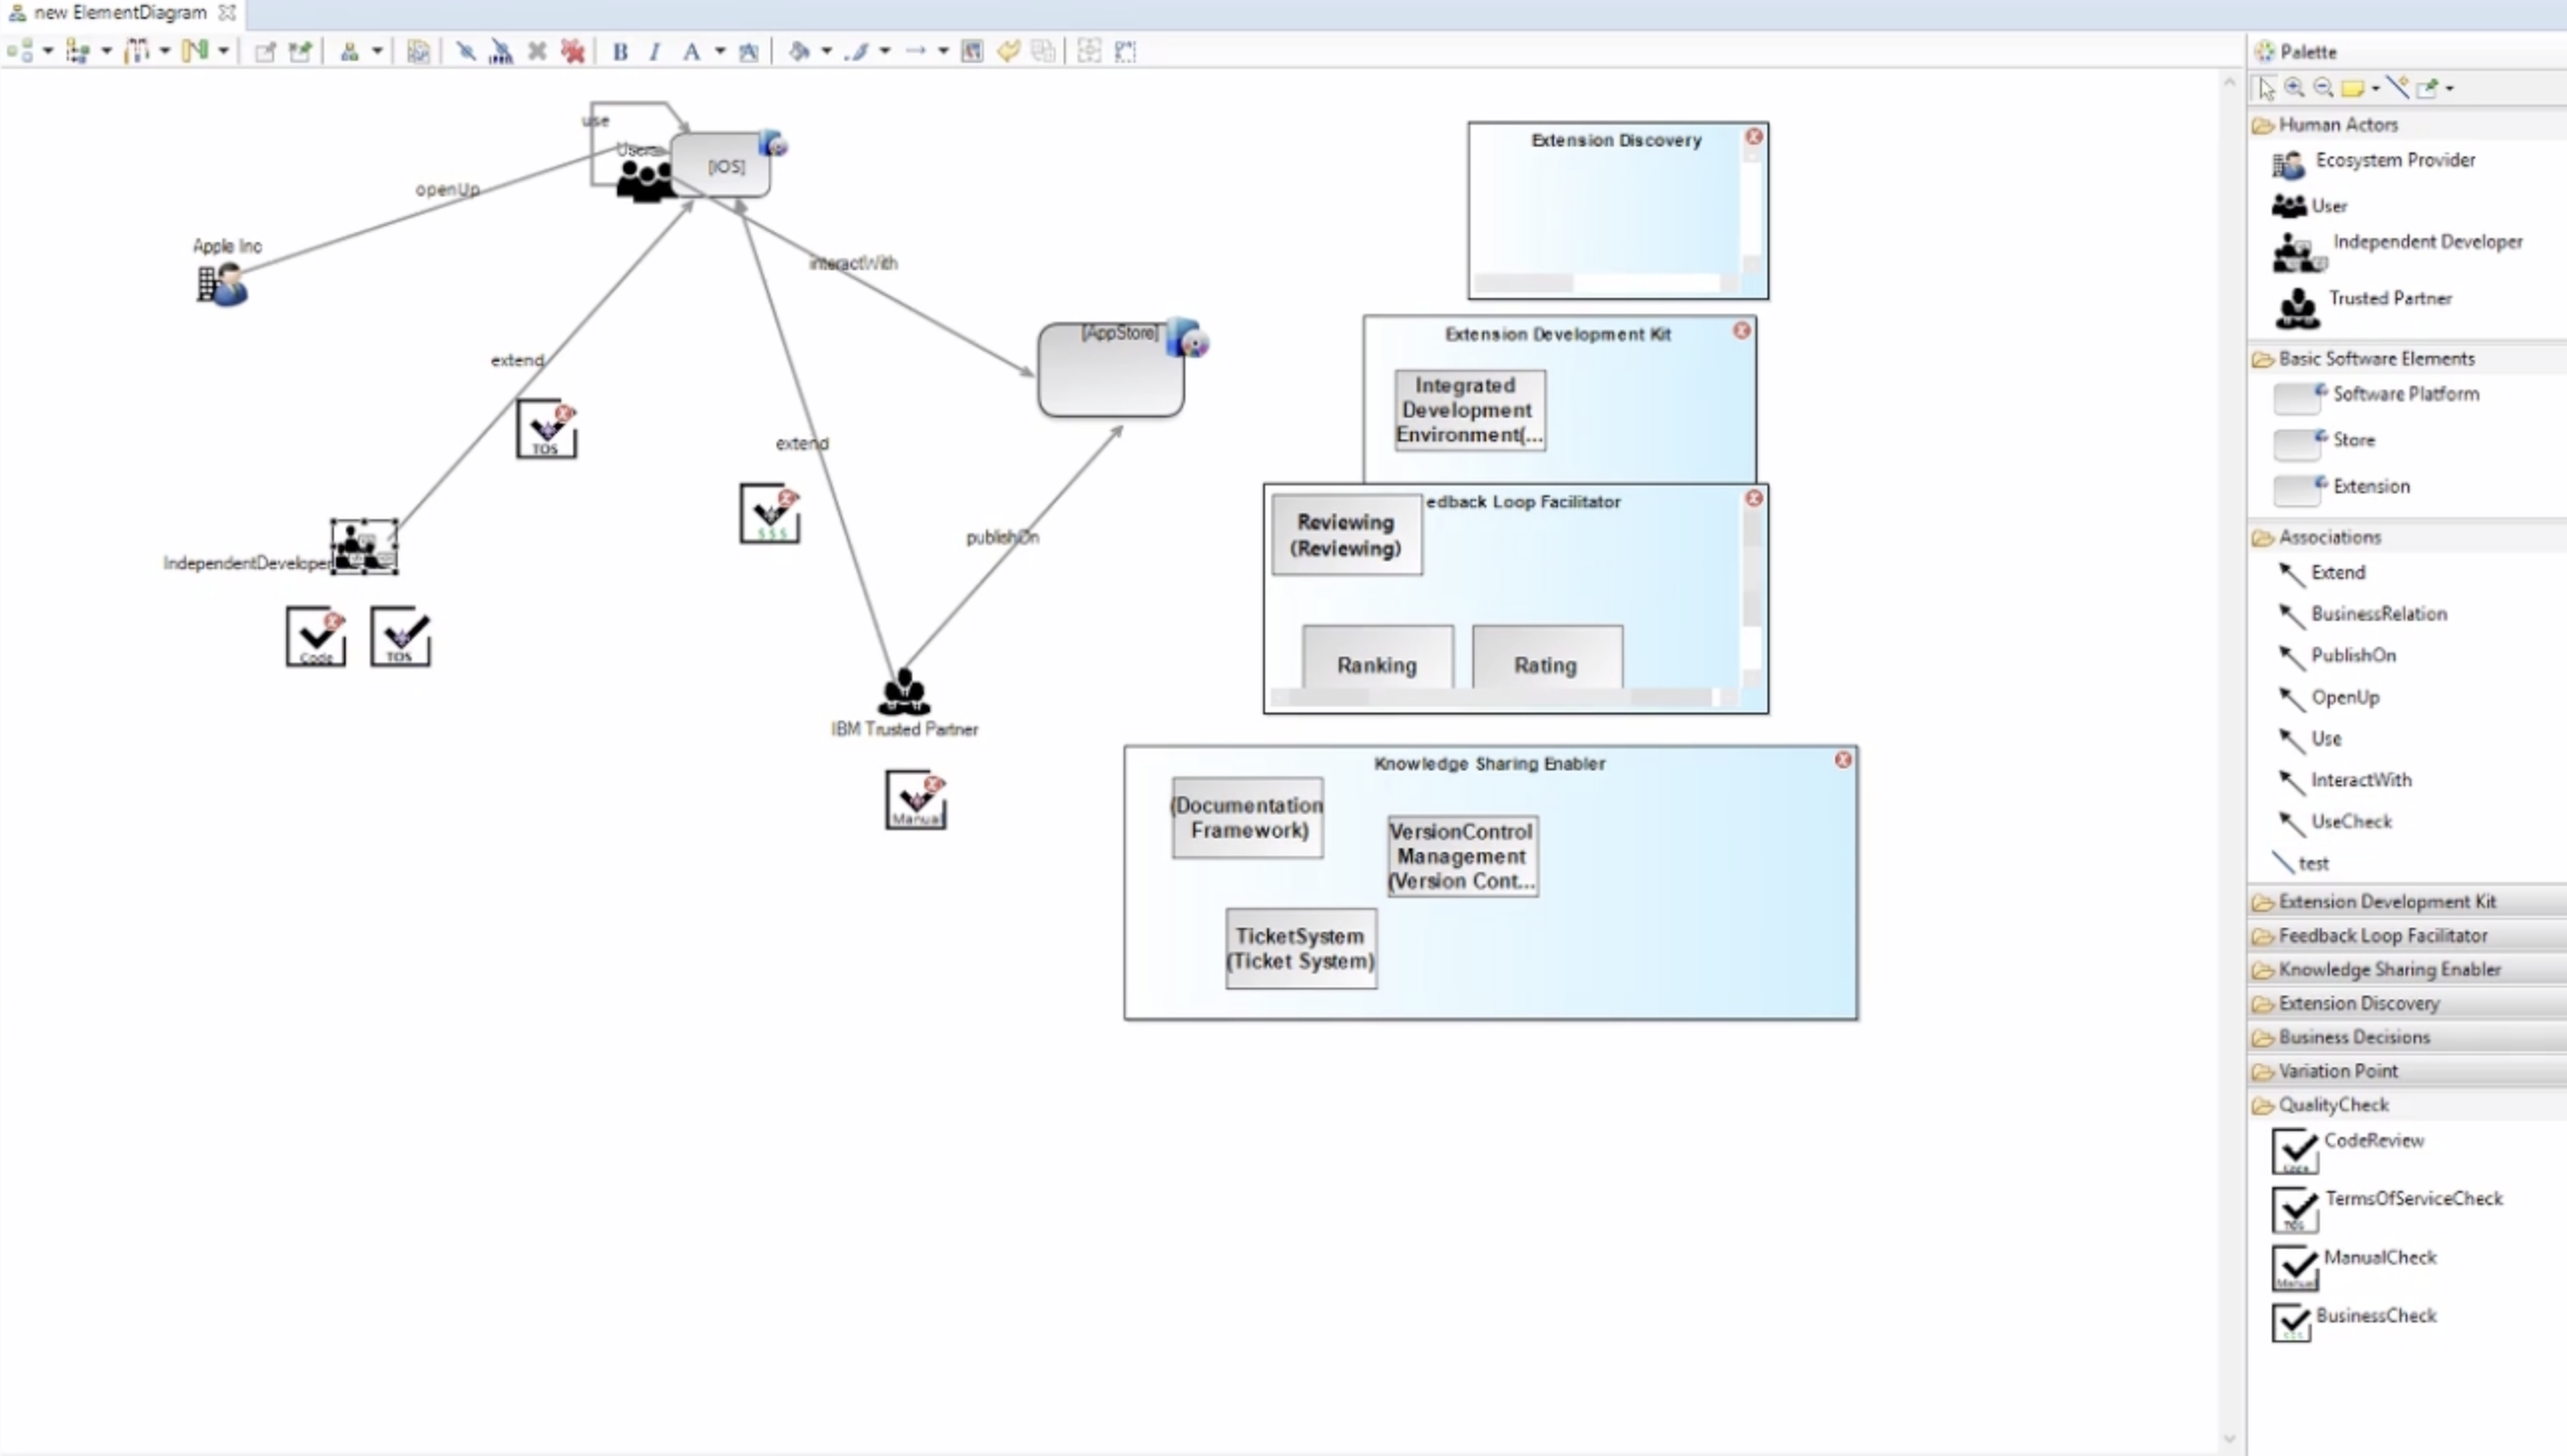 new ElementDiagram
B I A
use
Users
[iOS]
openUp
Apple Inc
interactWith
extend
[AppStore]
TOS
extend
$$$
publishOn
IndependentDeveloper
Code
TOS
IBM Trusted Partner
Manual
Extension Discovery
Extension Development Kit
Integrated
Development
Environment(...
edback Loop Facilitator
Reviewing
(Reviewing)
Ranking
Rating
Knowledge Sharing Enabler
(Documentation
Framework)
VersionControl
Management
(Version Cont...
TicketSystem
(Ticket System)
Palette
Human Actors
Ecosystem Provider
User
Independent Developer
Trusted Partner
Basic Software Elements
Software Platform
Store
Extension
Associations
Extend
BusinessRelation
PublishOn
OpenUp
Use
InteractWith
UseCheck
test
Extension Development Kit
Feedback Loop Facilitator
Knowledge Sharing Enabler
Extension Discovery
Business Decisions
Variation Point
QualityCheck
CodeReview
TermsOfServiceCheck
TOS
ManualCheck
Manual
BusinessCheck